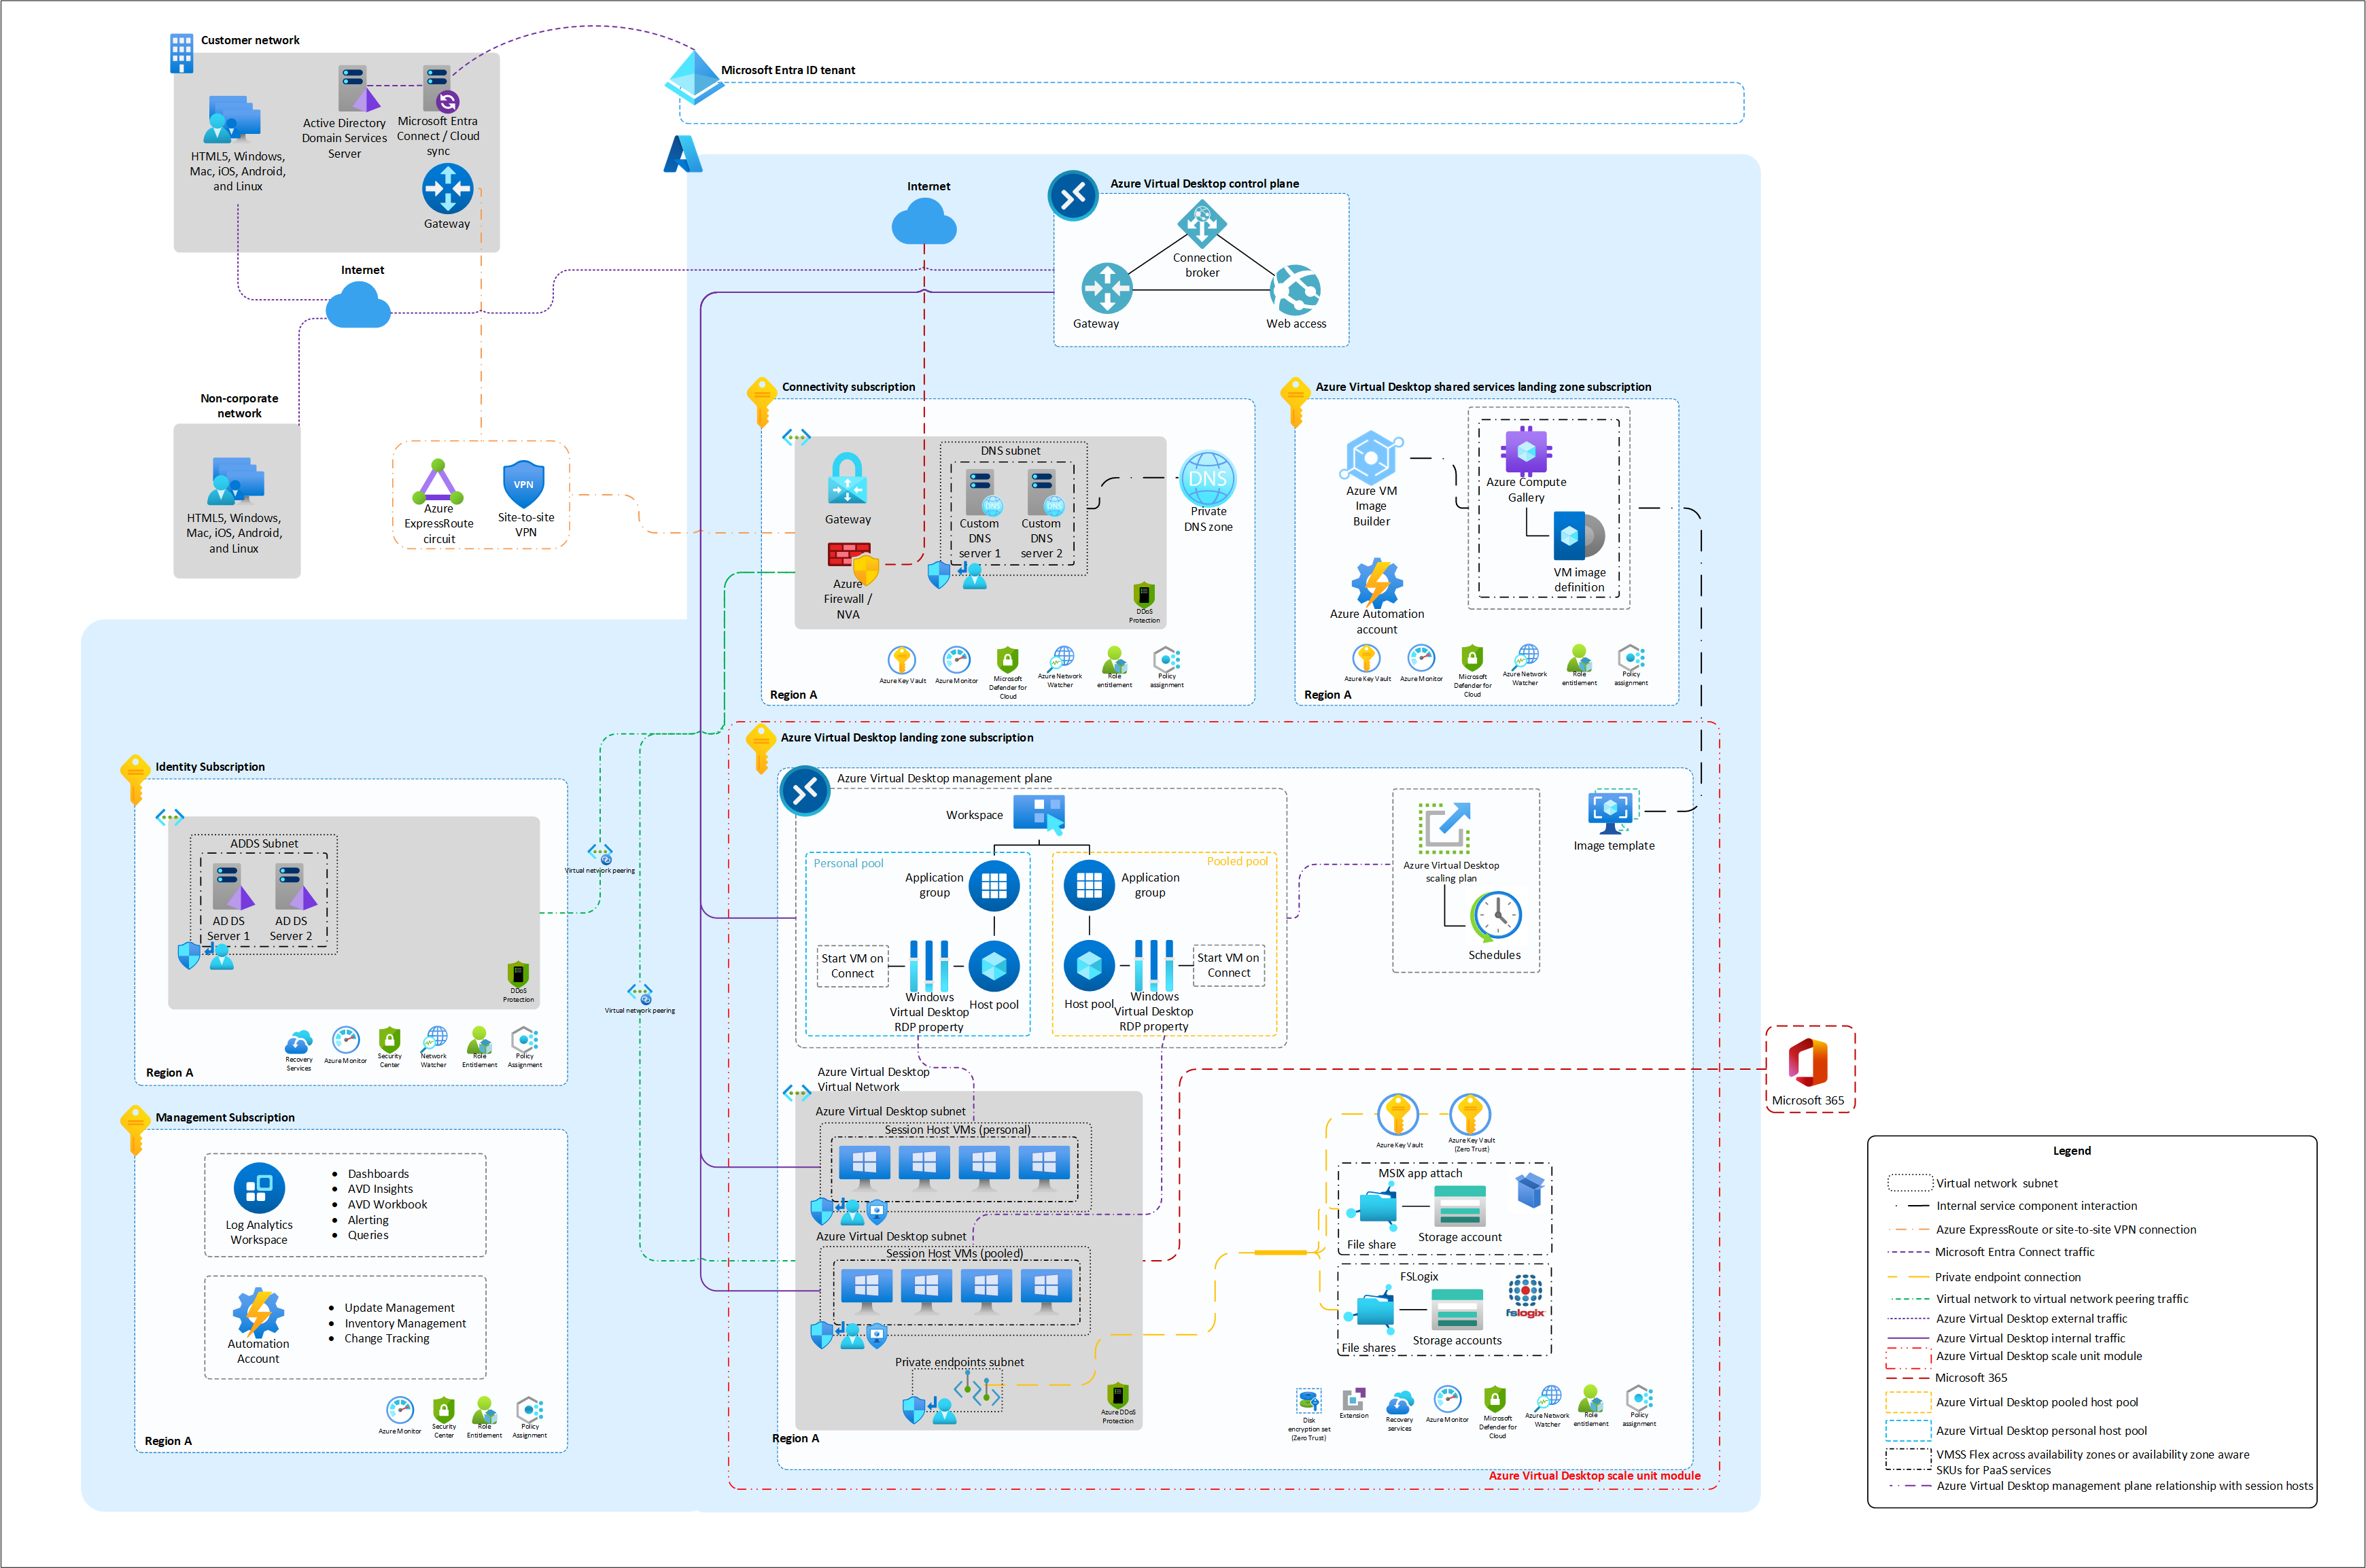 Customer network
HTML5, Windows,
Mac, iOS, Android,
and Linux
Active Directory
Domain Services
Server
Microsoft Entra
Connect / Cloud
sync
Gateway
Microsoft Entra ID tenant
Internet
Non-corporate
network
HTML5, Windows,
Mac, iOS, Android,
and Linux
Azure
ExpressRoute
circuit
VPN
Site-to-site
VPN
Internet
Azure Virtual Desktop control plane
Connection
broker
Gateway
Web access
Connectivity subscription
Gateway
Azure
Firewall /
NVA
DNS subnet
DNS
Custom
DNS
server 1
DNS
Custom
DNS
server 2
DNS
Private
DNS zone
DDoS
Protection
Azure Key Vault
Azure Monitor
Microsoft
Defender for
Cloud
Azure Network
Watcher
Role
entitlement
Policy
assignment
Region A
Azure Virtual Desktop shared services landing zone subscription
Azure VM
Image
Builder
Azure Compute
Gallery
VM image
definition
Azure Automation
account
Azure Key Vault
Azure Monitor
Microsoft
Defender for
Cloud
Azure Network
Watcher
Role
entitlement
Policy
assignment
Region A
Identity Subscription
ADDS Subnet
AD DS
Server 1
AD DS
Server 2
DDoS
Protection
Recovery
Services
Azure Monitor
Security
Center
Network
Watcher
Role
Entitlement
Policy
Assignment
Region A
Virtual network peering
Virtual network peering
Management Subscription
Log Analytics
Workspace
• Dashboards
• AVD Insights
• AVD Workbook
• Alerting
• Queries
Automation
Account
• Update Management
• Inventory Management
• Change Tracking
Azure Monitor
Security
Center
Role
Entitlement
Policy
Assignment
Region A
Azure Virtual Desktop landing zone subscription
Azure Virtual Desktop management plane
Workspace
Personal pool
Application
group
Start VM on
Connect
Windows
Virtual Desktop
RDP property
Host pool
Pooled pool
Application
group
Host pool
Windows
Virtual Desktop
RDP property
Start VM on
Connect
Azure Virtual Desktop
scaling plan
Schedules
Image template
Azure Virtual Desktop
Virtual Network
Azure Virtual Desktop subnet
Session Host VMs (personal)
Azure Virtual Desktop subnet
Session Host VMs (pooled)
Private endpoints subnet
Azure DDoS
Protection
Region A
Azure Key Vault
Azure Key Vault
(Zero Trust)
MSIX app attach
File share
Storage account
FSLogix
File shares
Storage accounts
fslogix
Disk
encryption set
(Zero Trust)
Extension
Recovery
services
Azure Monitor
Microsoft
Defender for
Cloud
Azure Network
Watcher
Role
entitlement
Policy
assignment
Azure Virtual Desktop scale unit module
Microsoft 365
Legend
Virtual network subnet
Internal service component interaction
Azure ExpressRoute or site-to-site VPN connection
Microsoft Entra Connect traffic
Private endpoint connection
Virtual network to virtual network peering traffic
Azure Virtual Desktop external traffic
Azure Virtual Desktop internal traffic
Azure Virtual Desktop scale unit module
Microsoft 365
Azure Virtual Desktop pooled host pool
Azure Virtual Desktop personal host pool
VMSS Flex across availability zones or availability zone aware
SKUs for PaaS services
Azure Virtual Desktop management plane relationship with session hosts